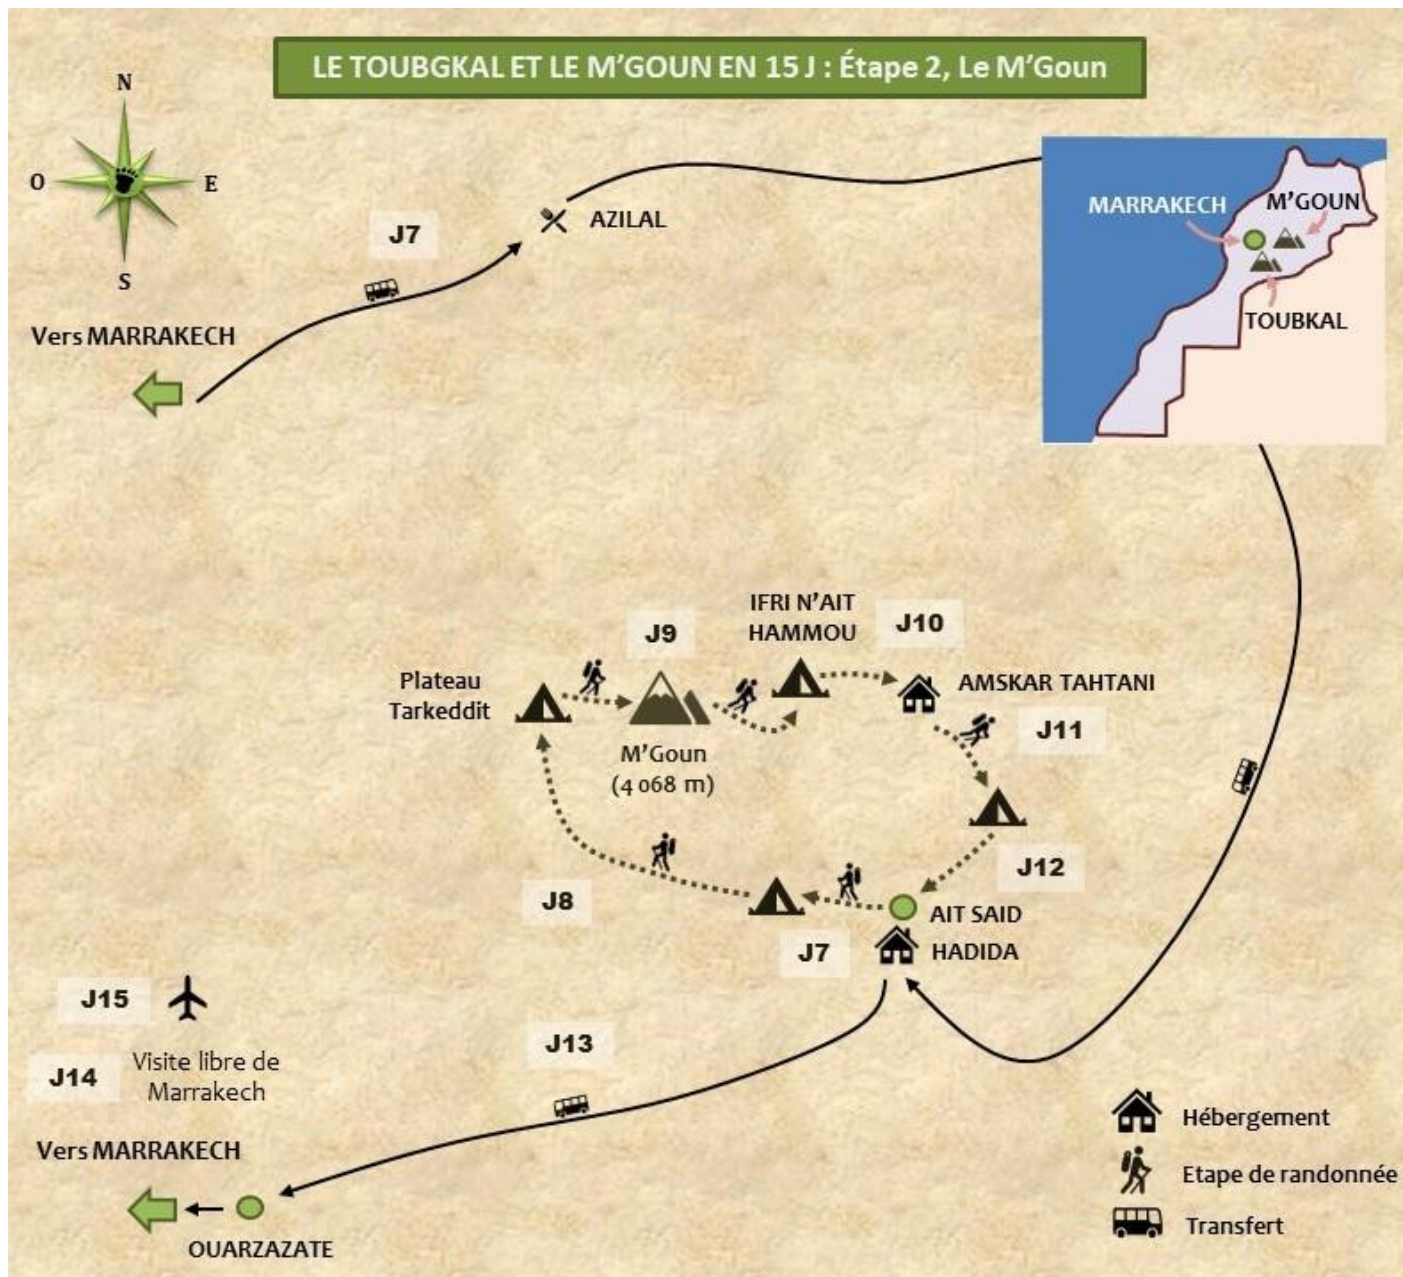 LE TOUBGKAL ET LE M'GOUN EN 15 J : Étape 2, Le M'Goun
N
O
E
S
J7
AZILAL
Vers MARRAKECH
MARRAKECH
M'GOUN
TOUBKAL
IFRI N'AIT
HAMMOU
J10
J9
Plateau
Tarkeddit
AMSKAR TAHTANI
J11
M'Goun
(4 068 m)
J12
J8
AIT SAID
HADIDA
J7
J15
J14
Visite libre de
Marrakech
J13
Vers MARRAKECH
OUARZAZATE
Hébergement
Etape de randonnée
Transfert